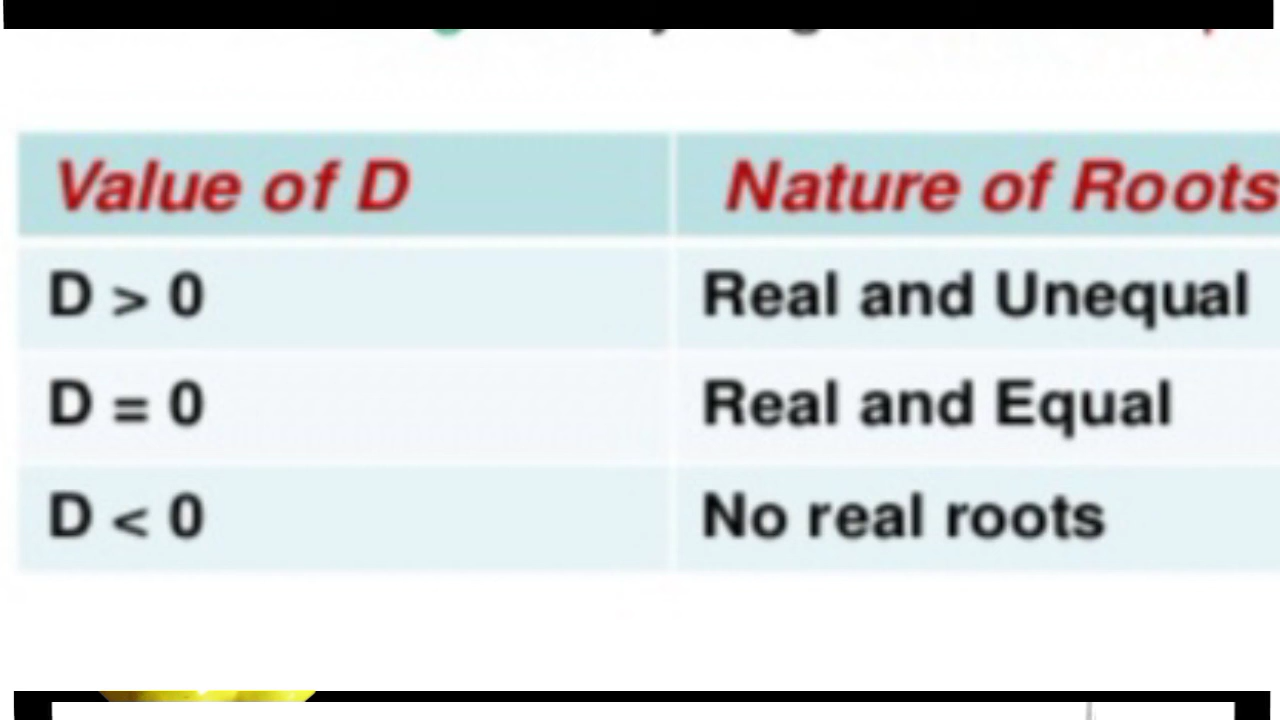 Value of D Nature of Roots
D > 0 Real and Unequal
D = 0 Real and Equal
D < 0 No real roots